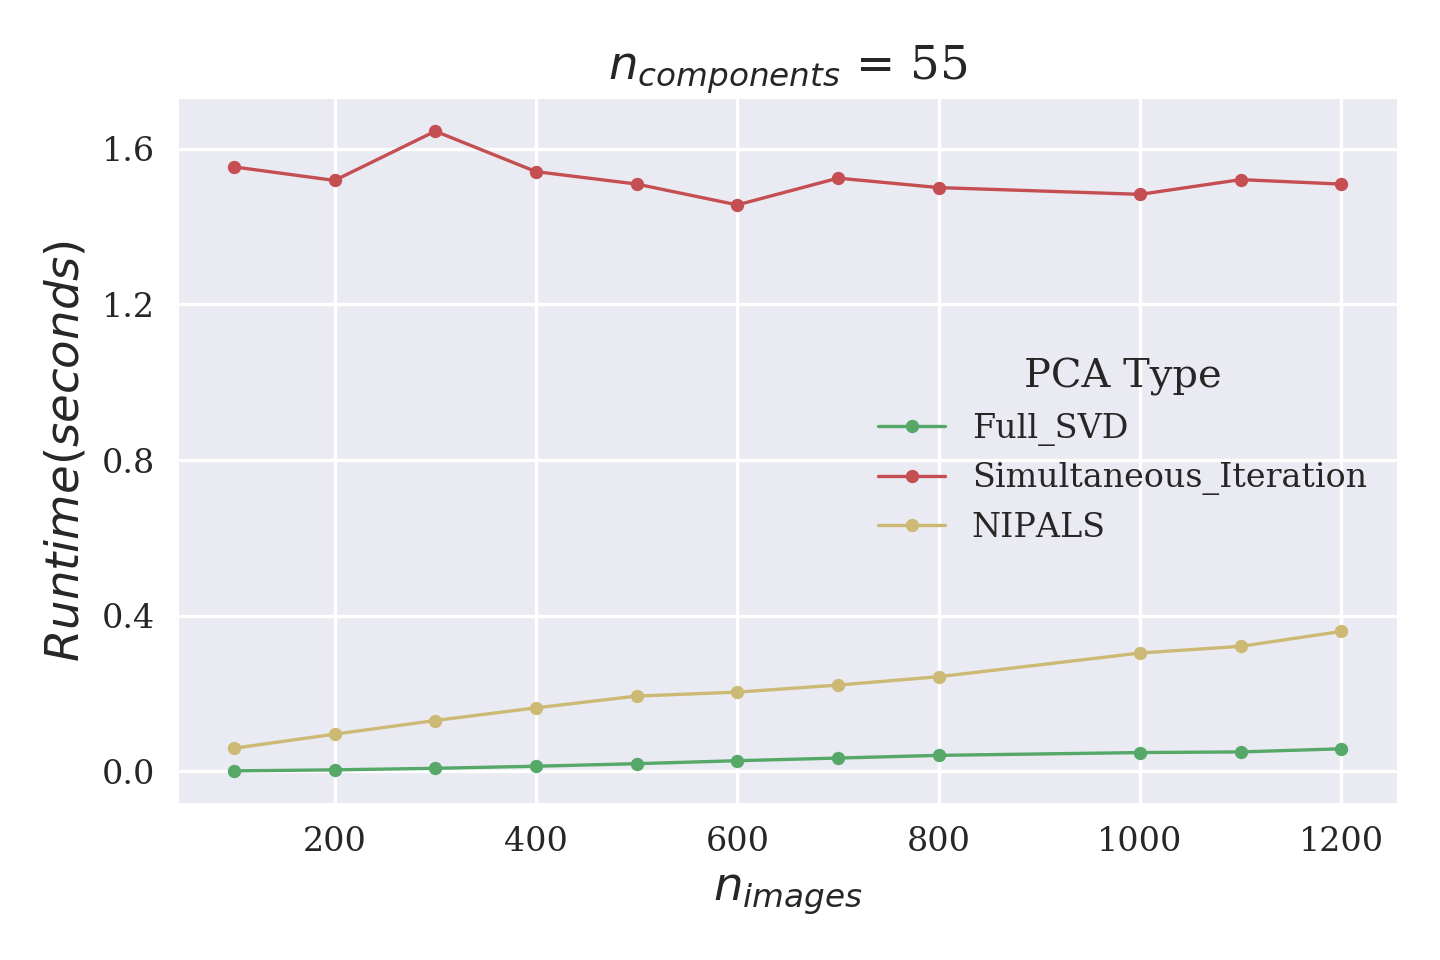 n_components = 55
1.6
1.2
0.8
0.4
0.0
Runtime(seconds)
PCA Type
Full_SVD
Simultaneous_Iteration
NIPALS
200 400 600 800 1000 1200
n_images